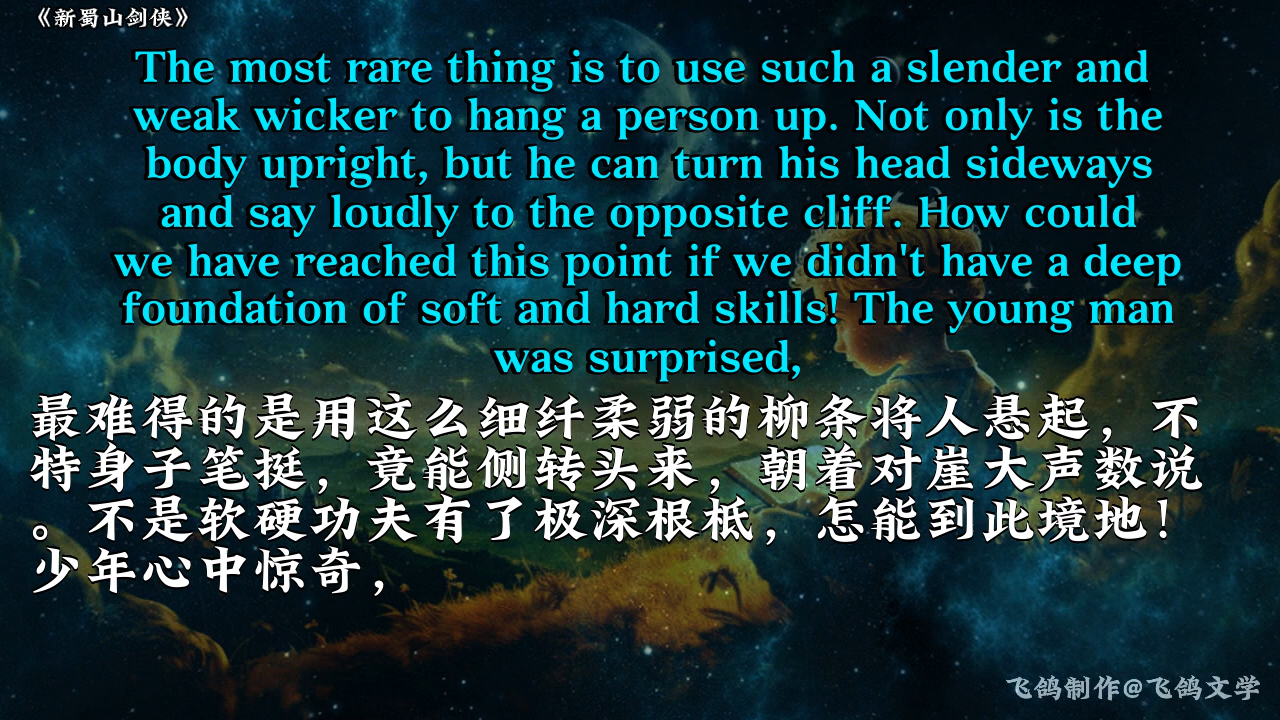 《新蜀山剑侠》
The most rare thing is to use such a slender and
weak wicker to hang a person up. Not only is the
body upright, but he can turn his head sideways
and say loudly to the opposite cliff. How could
we have reached this point if we didn't have a deep
foundation of soft and hard skills! The young man
was surprised,
最难得的是用这么细纤柔弱的柳条将人悬起，不
特身子笔挺，竟能侧转头来，朝着对崖大声数说
。不是软硬功夫有了极深根柢，怎能到此境地！
少年心中惊奇，
飞鸽制作@飞鸽文学